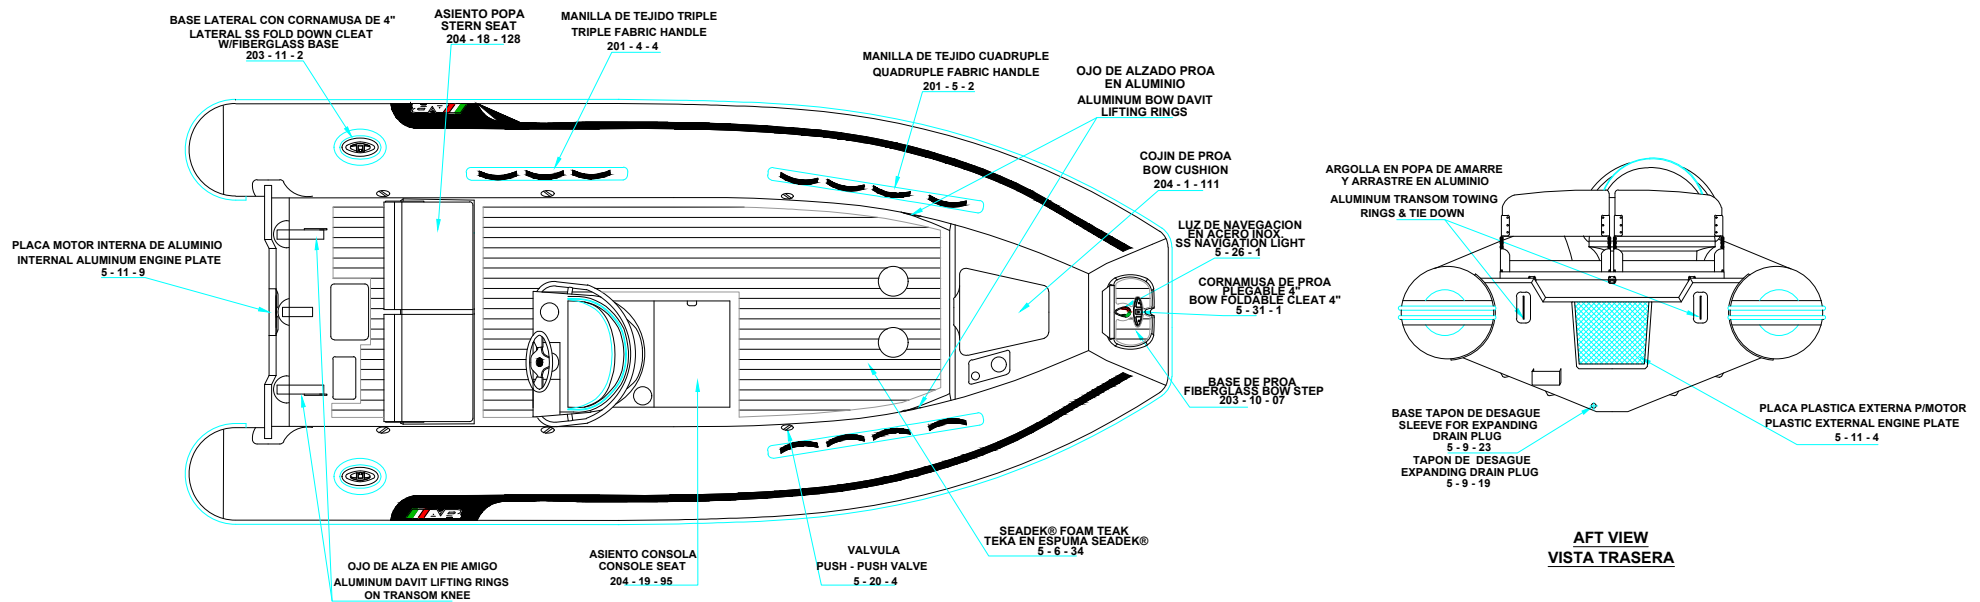 BASE LATERAL CON CORNAMUSA DE 4"
LATERAL SS FOLD DOWN CLEAT
W/FIBERGLASS BASE
203 - 11 - 2
ASIENTO POPA
STERN SEAT
204 - 18 - 128
MANILLA DE TEJIDO TRIPLE
TRIPLE FABRIC HANDLE
201 - 4 - 4
MANILLA DE TEJIDO CUADRUPLE
QUADRUPLE FABRIC HANDLE
201 - 5 - 2
OJO DE ALZADO PROA
EN ALUMINIO
ALUMINUM BOW DAVIT
LIFTING RINGS
COJIN DE PROA
BOW CUSHION
204 - 1 - 111
LUZ DE NAVEGACION
EN ACERO INOX.
SS NAVIGATION LIGHT
5 - 26 - 1
CORNAMUSA DE PROA
PLEGABLE 4"
BOW FOLDABLE CLEAT 4"
5 - 31 - 1
BASE DE PROA
FIBERGLASS BOW STEP
203 - 10 - 07
PLACA MOTOR INTERNA DE ALUMINIO
INTERNAL ALUMINUM ENGINE PLATE
5 - 11 - 9
OJO DE ALZA EN PIE AMIGO
ALUMINUM DAVIT LIFTING RINGS
ON TRANSOM KNEE
ASIENTO CONSOLA
CONSOLE SEAT
204 - 19 - 95
VALVULA
PUSH - PUSH VALVE
5 - 20 - 4
SEADEK® FOAM TEAK
TEKA EN ESPUMA SEADEK®
5 - 6 - 34
AB
ARGOLLA EN POPA DE AMARRE
Y ARRASTRE EN ALUMINIO
ALUMINUM TRANSOM TOWING
RINGS & TIE DOWN
BASE TAPON DE DESAGUE
SLEEVE FOR EXPANDING
DRAIN PLUG
5 - 9 - 23
TAPON DE DESAGUE
EXPANDING DRAIN PLUG
5 - 9 - 19
PLACA PLASTICA EXTERNA P/MOTOR
PLASTIC EXTERNAL ENGINE PLATE
5 - 11 - 4
AFT VIEW
VISTA TRASERA